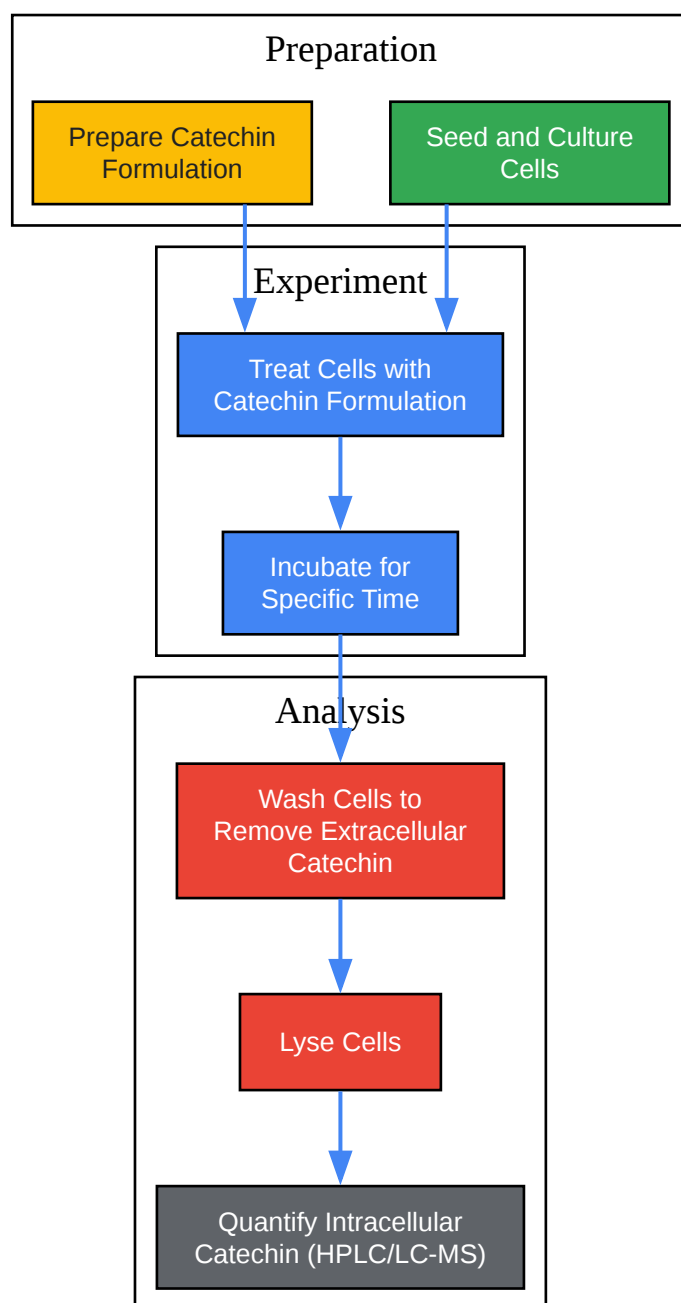 Preparation
Prepare Catechin
Formulation
Seed and Culture
Cells
Experiment
Treat Cells with
Catechin Formulation
Incubate for
Specific Time
Analysis
Wash Cells to
Remove Extracellular
Catechin
Lyse Cells
Quantify Intracellular
Catechin (HPLC/LC-MS)